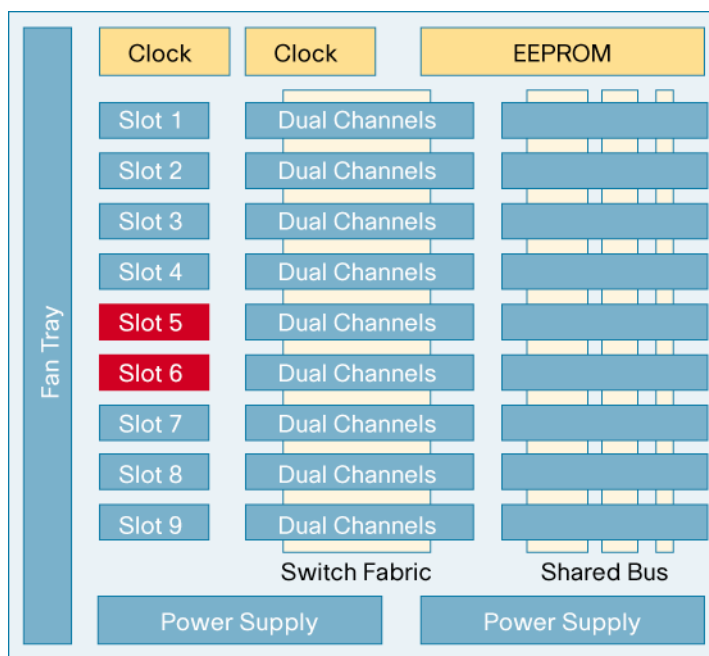 Clock Clock EEPROM
Slot 1 Dual Channels
Slot 2 Dual Channels
Slot 3 Dual Channels
Slot 4 Dual Channels
Slot 5 Dual Channels
Slot 6 Dual Channels
Slot 7 Dual Channels
Slot 8 Dual Channels
Slot 9 Dual Channels
Fan Tray
Switch Fabric Shared Bus
Power Supply Power Supply